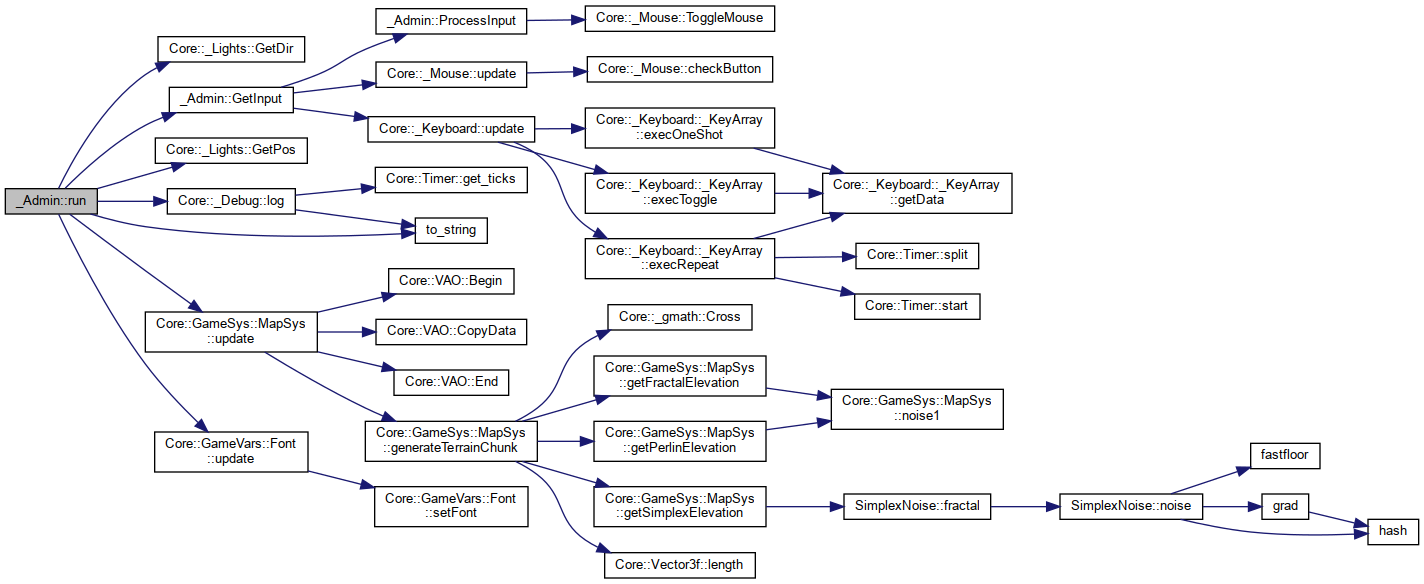 _Admin::run
Core::_Lights::GetDir
_Admin::GetInput
Core::_Lights::GetPos
Core::_Debug::log
Core::GameSys::MapSys
::update
Core::GameVars::Font
::update
_Admin::ProcessInput
Core::_Mouse::update
Core::_Keyboard::update
Core::Timer::get_ticks
to_string
Core::VAO::Begin
Core::VAO::CopyData
Core::VAO::End
Core::GameSys::MapSys
::generateTerrainChunk
Core::GameVars::Font
::setFont
Core::_Mouse::ToggleMouse
Core::_Mouse::checkButton
Core::_Keyboard::_KeyArray
::execOneShot
Core::_Keyboard::_KeyArray
::execToggle
Core::_Keyboard::_KeyArray
::execRepeat
Core::_gmath::Cross
Core::GameSys::MapSys
::getFractalElevation
Core::GameSys::MapSys
::getPerlinElevation
Core::GameSys::MapSys
::getSimplexElevation
Core::Vector3f::length
Core::_Keyboard::_KeyArray
::getData
Core::Timer::split
Core::Timer::start
Core::GameSys::MapSys
::noise1
SimplexNoise::fractal
SimplexNoise::noise
fastfloor
grad
hash